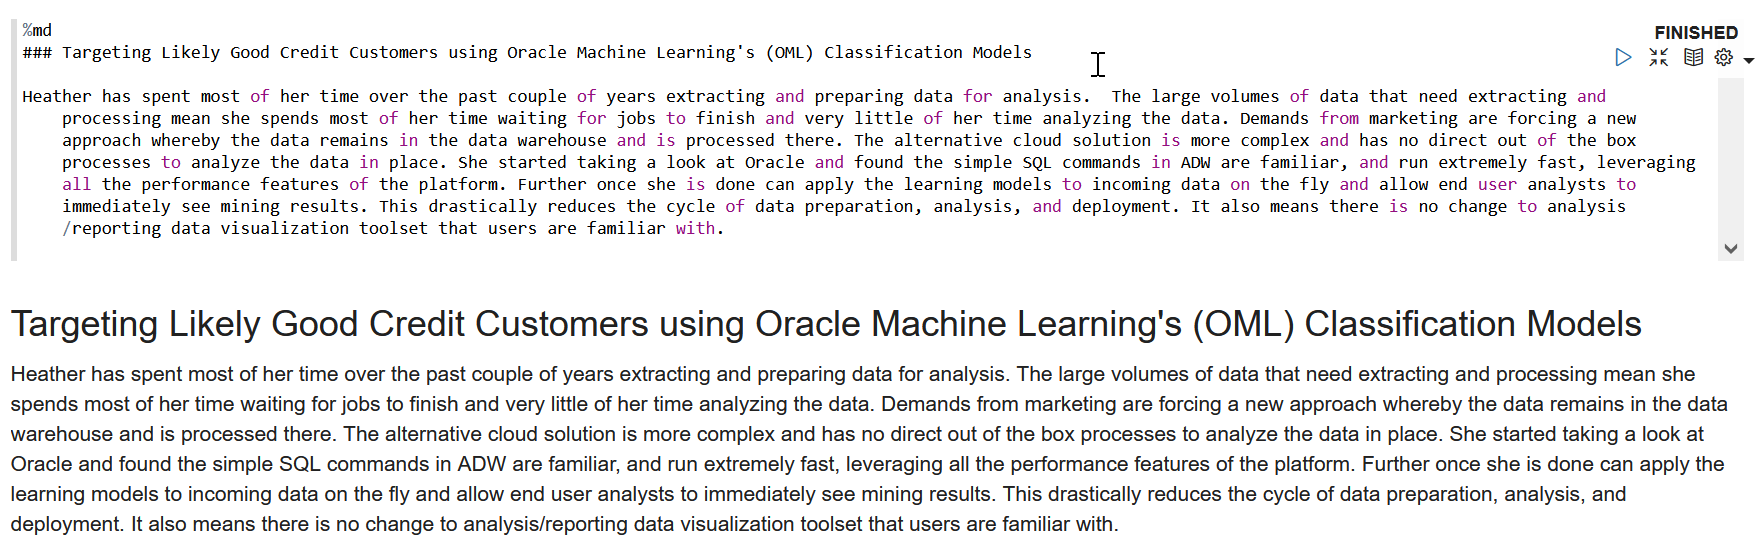 %md
### Targeting Likely Good Credit Customers using Oracle Machine Learning's (OML) Classification Models
FINISHED
Heather has spent most of her time over the past couple of years extracting and preparing data for analysis.  The large volumes of data that need extracting and
processing mean she spends most of her time waiting for jobs to finish and very little of her time analyzing the data. Demands from marketing are forcing a new
approach whereby the data remains in the data warehouse and is processed there. The alternative cloud solution is more complex and has no direct out of the box
processes to analyze the data in place. She started taking a look at Oracle and found the simple SQL commands in ADW are familiar, and run extremely fast, leveraging
all the performance features of the platform. Further once she is done can apply the learning models to incoming data on the fly and allow end user analysts to
immediately see mining results. This drastically reduces the cycle of data preparation, analysis, and deployment. It also means there is no change to analysis
/reporting data visualization toolset that users are familiar with.
Targeting Likely Good Credit Customers using Oracle Machine Learning's (OML) Classification Models
Heather has spent most of her time over the past couple of years extracting and preparing data for analysis. The large volumes of data that need extracting and processing mean she
spends most of her time waiting for jobs to finish and very little of her time analyzing the data. Demands from marketing are forcing a new approach whereby the data remains in the data
warehouse and is processed there. The alternative cloud solution is more complex and has no direct out of the box processes to analyze the data in place. She started taking a look at
Oracle and found the simple SQL commands in ADW are familiar, and run extremely fast, leveraging all the performance features of the platform. Further once she is done can apply the
learning models to incoming data on the fly and allow end user analysts to immediately see mining results. This drastically reduces the cycle of data preparation, analysis, and
deployment. It also means there is no change to analysis/reporting data visualization toolset that users are familiar with.